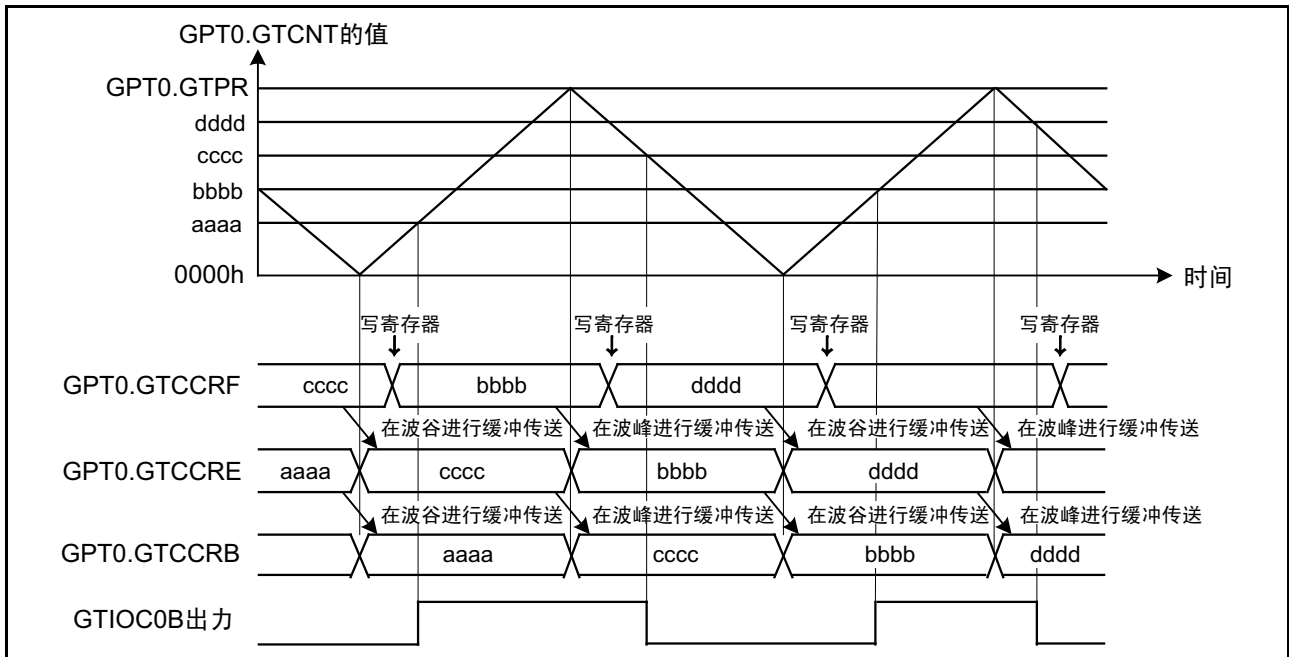 GPT0.GTCNT的值
GPT0.GTPR
dddd
cccc
bbbb
aaaa
0000h
时间
写寄存器 写寄存器 写寄存器 写寄存器
GPT0.GTCCRF cccc bbbb dddd
在波谷进行缓冲传送 在波峰进行缓冲传送 在波谷进行缓冲传送 在波峰进行缓冲传送
GPT0.GTCCRE aaaa cccc bbbb dddd
在波谷进行缓冲传送 在波峰进行缓冲传送 在波谷进行缓冲传送 在波峰进行缓冲传送
GPT0.GTCCRB aaaa cccc bbbb dddd
GTIOC0B出力